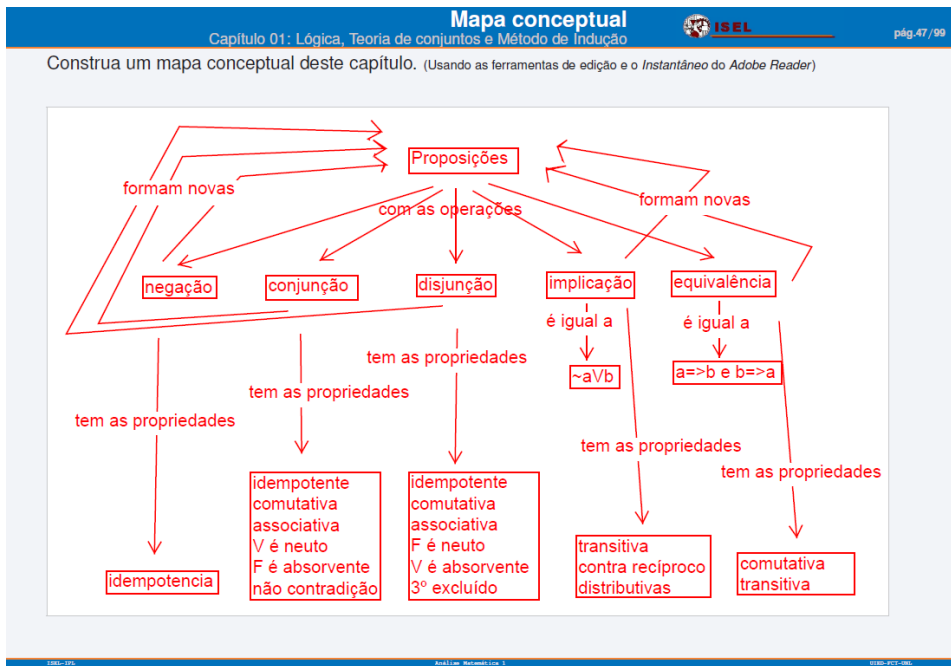 Mapa conceptual
Capítulo 01: Lógica, Teoria de conjuntos e Método de Indução
ISEL
pág.47/99
Construa um mapa conceptual deste capítulo. (Usando as ferramentas de edição e o Instantâneo do Adobe Reader)
Proposições
formam novas
com as operações
formam novas
negação
conjunção
disjunção
implicação
equivalência
é igual a
é igual a
~aVb
a=>b e b=>a
tem as propriedades
tem as propriedades
tem as propriedades
tem as propriedades
tem as propriedades
idempotencia
idempotente
comutativa
associativa
V é neuto
F é absorvente
não contradição
idempotente
comutativa
associativa
F é neuto
V é absorvente
3º excluído
transitiva
contra recíproco
distributivas
comutativa
transitiva
ISEL-IPL
Análise Matemática 1
UIED-FCT-UNL